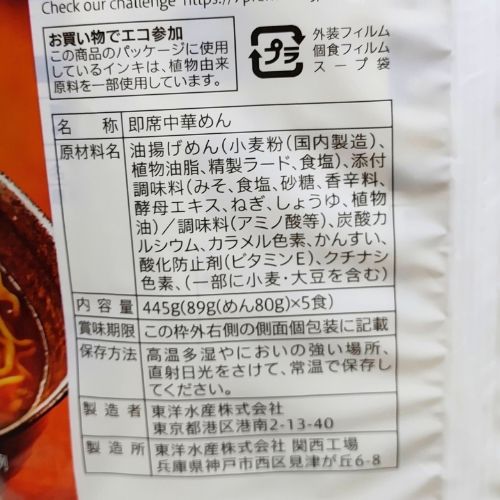 Check our challenge https://7prem
お買い物でエコ参加
この商品のパッケージに使用
しているインキは、植物由来
原料を一部使用しています。
プラ
外装フィルム
個食フィルム
スープ袋
名 称 即席中華めん
原材料名 油揚げめん(小麦粉(国内製造)、
植物油脂、精製ラード、食塩)、添付
調味料(みそ、食塩、砂糖、香辛料、
酵母エキス、ねぎ、しょうゆ、植物
油)／調味料(アミノ酸等)、炭酸カ
ルシウム、カラメル色素、かんすい、
酸化防止剤(ビタミンE)、クチナシ
色素、(一部に小麦・大豆を含む)
内容量 445g(89g(めん80g)×5食)
賞味期限 この枠外右側の側面個包装に記載
保存方法 高温多湿やにおいの強い場所、
直射日光をさけて、常温で保存し
てください。
製造者 東洋水産株式会社
東京都港区港南2-13-40
製造所 東洋水産株式会社 関西工場
兵庫県神戸市西区見津が丘6-8
例